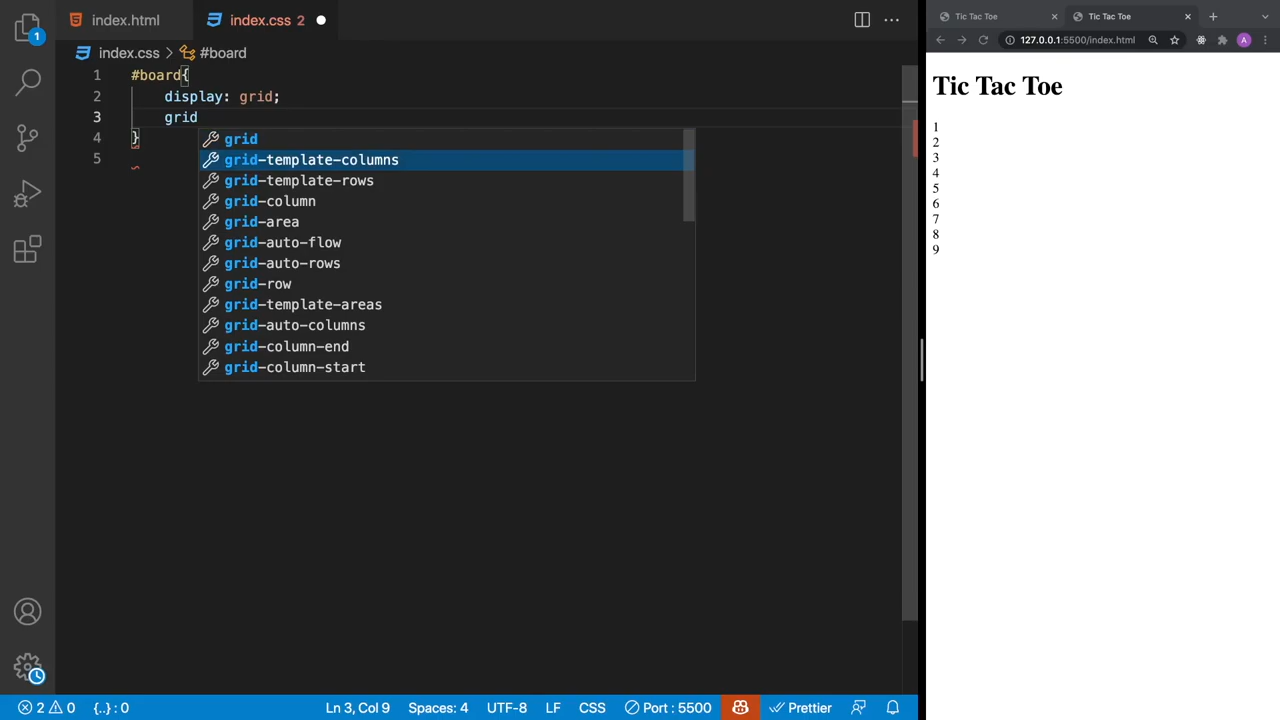 index.html
index.css 2
index.css > #board
1 #board{
2 display: grid;
3 grid
4 }
5
grid
grid-template-columns
grid-template-rows
grid-column
grid-area
grid-auto-flow
grid-auto-rows
grid-row
grid-template-areas
grid-auto-columns
grid-column-end
grid-column-start
1
2 0
{..} : 0
Ln 3, Col 9
Spaces: 4
UTF-8
LF
CSS
Port : 5500
Prettier
Tic Tac Toe
Tic Tac Toe
127.0.0.1:5500/index.html
A
Tic Tac Toe
1
2
3
4
5
6
7
8
9